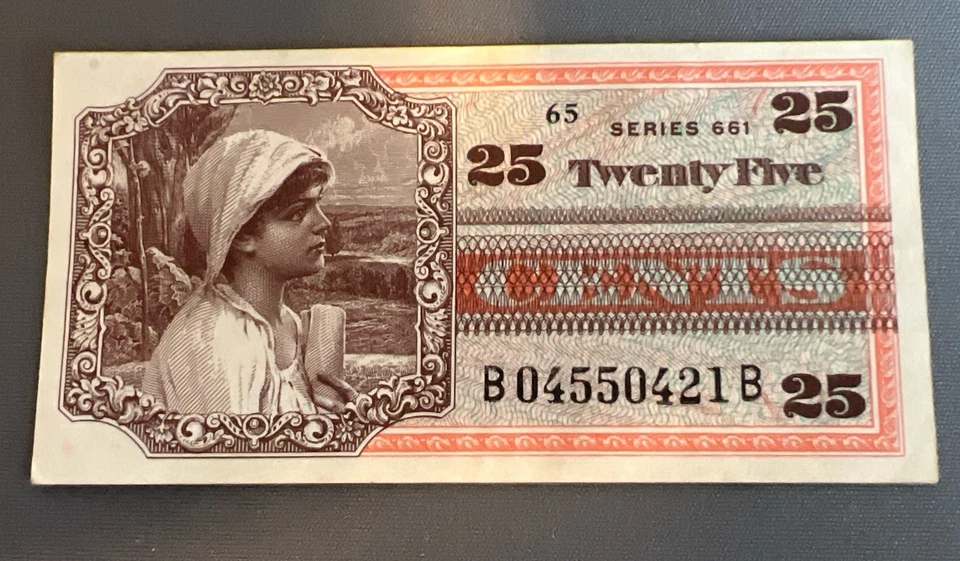 65 SERIES 661 25
25 Twenty Five
CENTS
B04550421B 25